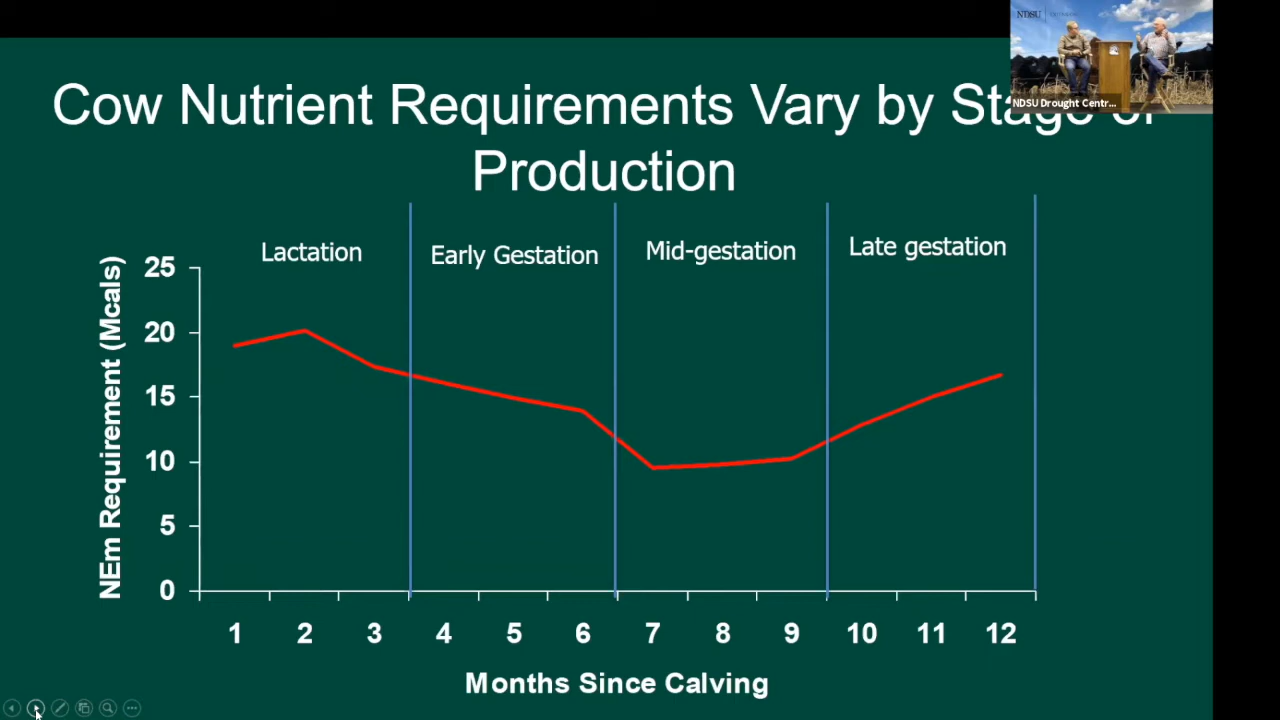 NDSU
NDSU Drought Centr...
Cow Nutrient Requirements Vary by Stage of
Production
Lactation
Early Gestation
Mid-gestation
Late gestation
NEm Requirement (Mcals)
25
20
15
10
5
0
1 2 3 4 5 6 7 8 9 10 11 12
Months Since Calving